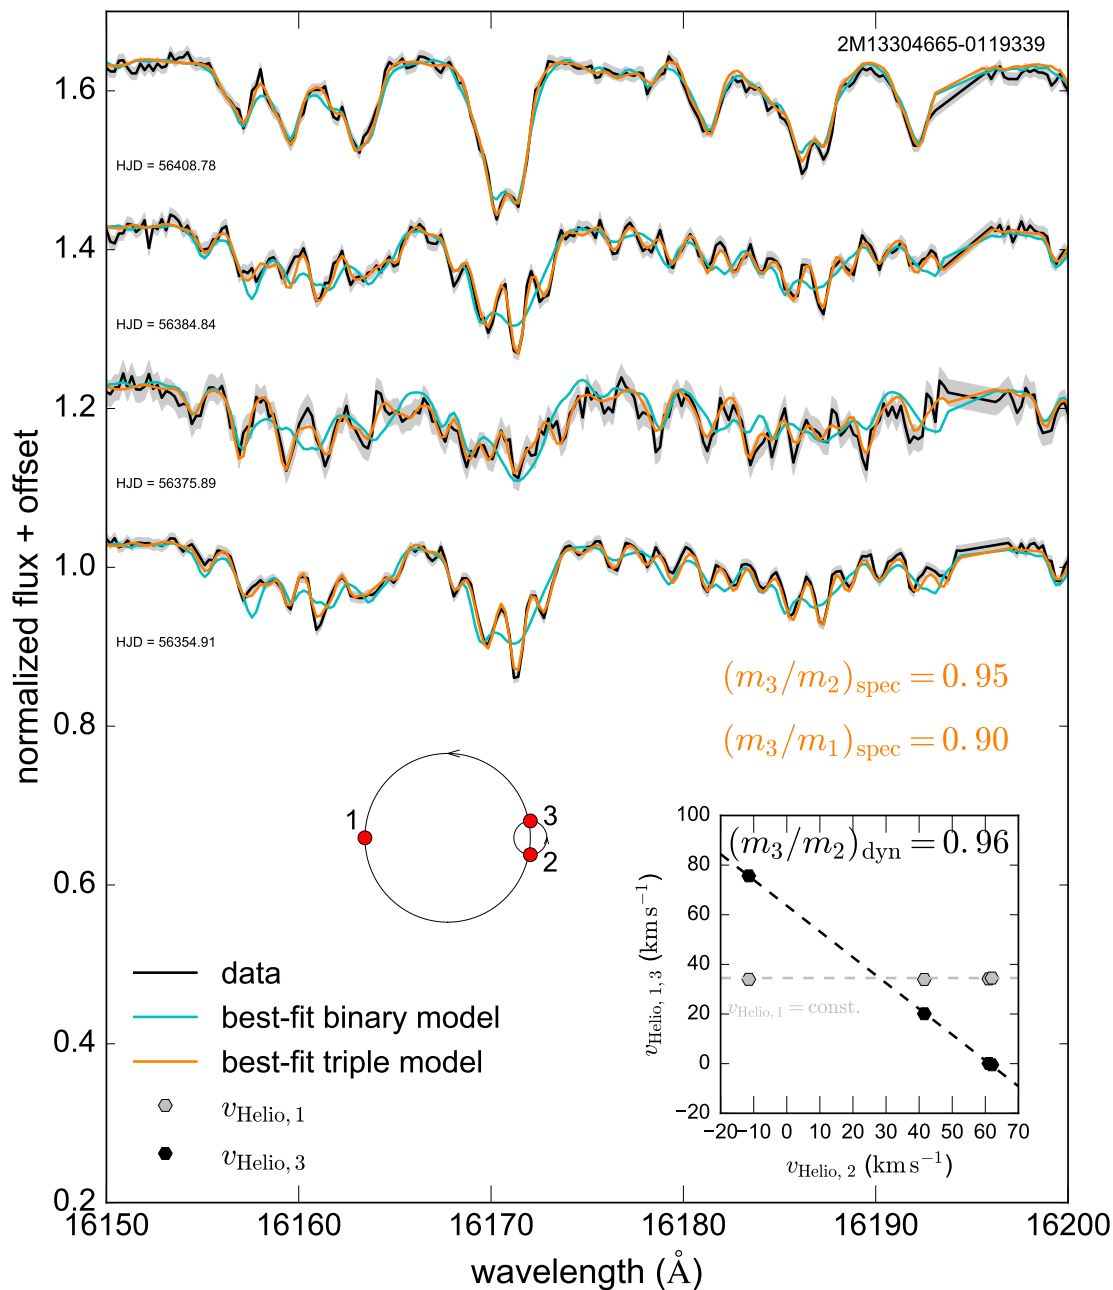 2M13304665-0119339
1.6
HJD = 56408.78
1.4
HJD = 56384.84
1.2
HJD = 56375.89
1.0
HJD = 56354.91
0.8
0.6
0.4
0.2
normalized flux + offset
(m₃/m₂)spec = 0.95
(m₃/m₁)spec = 0.90
1
3
2
data
best-fit binary model
best-fit triple model
vHelio, 1
vHelio, 3
100
80
60
40
20
0
−20
(m₃/m₂)dyn = 0.96
vHelio, 1 = const.
vHelio, 1,3 (km s⁻¹)
−20 −10 0 10 20 30 40 50 60 70
vHelio, 2 (km s⁻¹)
16150 16160 16170 16180 16190 16200
wavelength (Å)